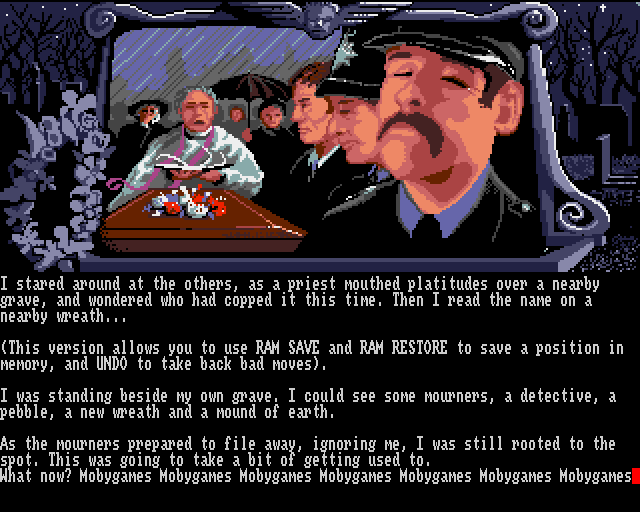 I stared around at the others, as a priest mouthed platitudes over a nearby
grave, and wondered who had copped it this time. Then I read the name on a
nearby wreath...
(This version allows you to use RAM SAVE and RAM RESTORE to save a position in
memory, and UNDO to take back bad moves).
I was standing beside my own grave. I could see some mourners, a detective, a
pebble, a new wreath and a mound of earth.
As the mourners prepared to file away, ignoring me, I was still rooted to the
spot. This was going to take a bit of getting used to.
What now? Mobygames Mobygames Mobygames Mobygames Mobygames Mobygames Mobygames